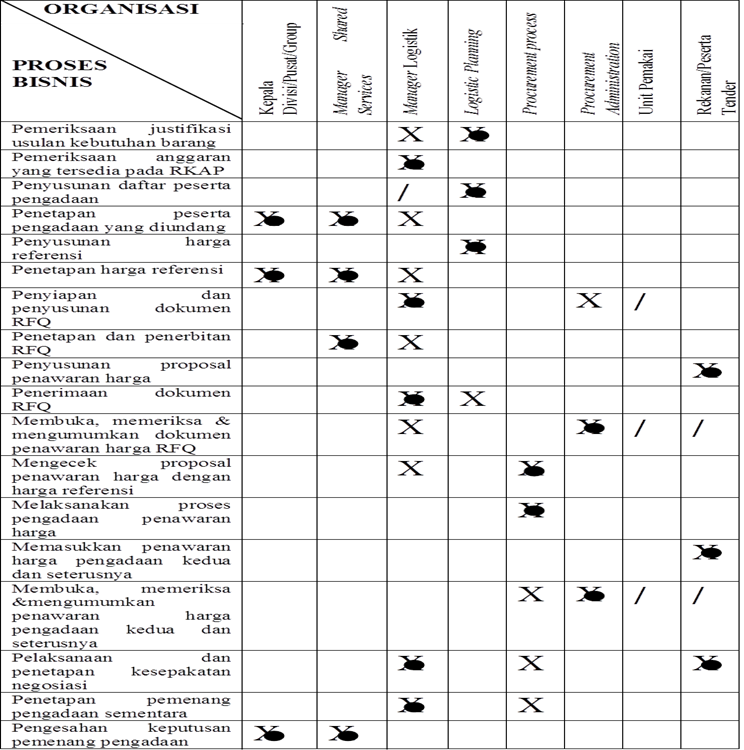 ORGANISASI
PROSES
BISNIS
Kepala
Divisi/Pusat/Group
Manager Shared
Services
Manager Logistik
Logistic Planning
Procurement process
Procurement
Administration
Unit Pemakai
Rekanan/Peserta
Tender
Pemeriksaan justifikasi
usulan kebutuhan barang
X X
Pemeriksaan anggaran
yang tersedia pada RKAP
X
Penyusunan daftar peserta
pengadaan
/ X
Penetapan peserta
pengadaan yang diundang
X X X
Penyusunan harga
referensi
X
Penetapan harga referensi
X X X
Penyiapan dan
penyusunan dokumen
RFQ
X X /
Penetapan dan penerbitan
RFQ
X X
Penyusunan proposal
penawaran harga
X
Penerimaan dokumen
RFQ
X X
Membuka, memeriksa &
mengumumkan dokumen
penawaran harga RFQ
X X / /
Mengecek proposal
penawaran harga dengan
harga referensi
X X
Melaksanakan proses
pengadaan penawaran
harga
X
Memasukkan penawaran
harga pengadaan kedua
dan seterusnya
X
Membuka, memeriksa
&mengumumkan
penawaran harga
pengadaan kedua dan
seterusnya
X X / /
Pelaksanaan dan
penetapan kesepakatan
negosiasi
X X X
Penetapan pemenang
pengadaan sementara
X X
Pengesahan keputusan
pemenang pengadaan
X X